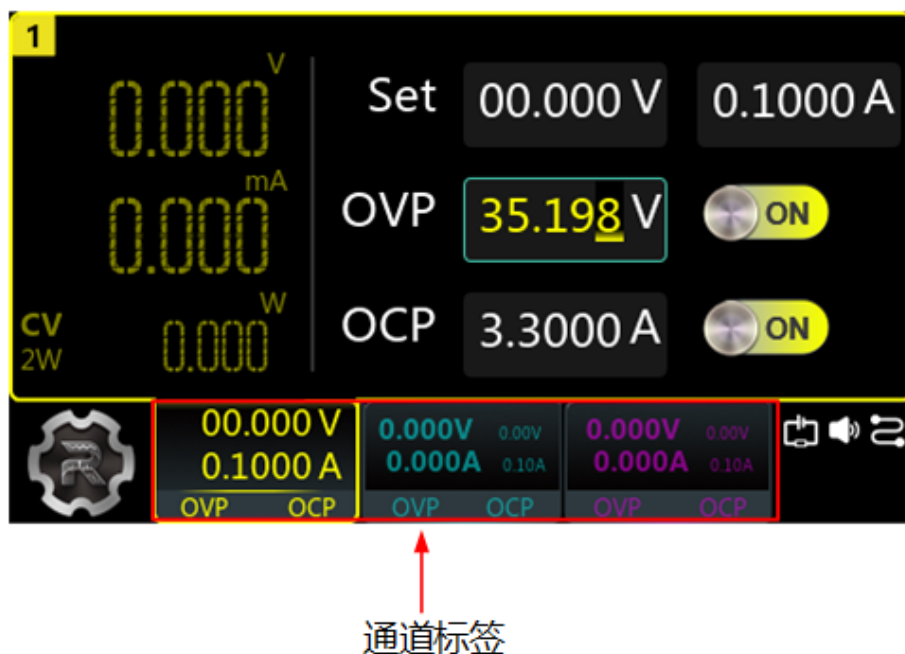 1
V
0.000
mA
0.000
W
CV
2W
0.000
Set 00.000 V 0.1000 A
OVP 35.198 V ON
OCP 3.3000 A ON
R
00.000 V
0.1000 A
OVP OCP
0.000V 0.00V
0.000A 0.10A
OVP OCP
0.000V 0.00V
0.000A 0.10A
OVP OCP
通道标签